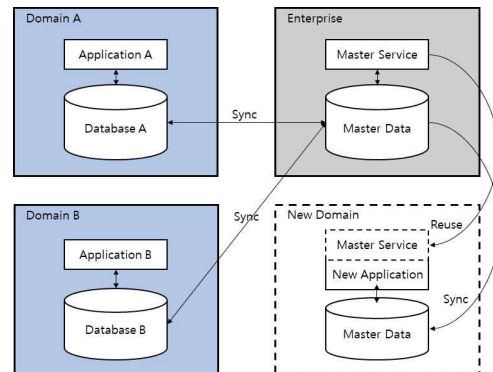 Domain A
Application A
Database A
Sync
Enterprise
Master Service
Master Data
Domain B
Application B
Database B
Sync
New Domain
Reuse
Master Service
New Application
Sync
Master Data